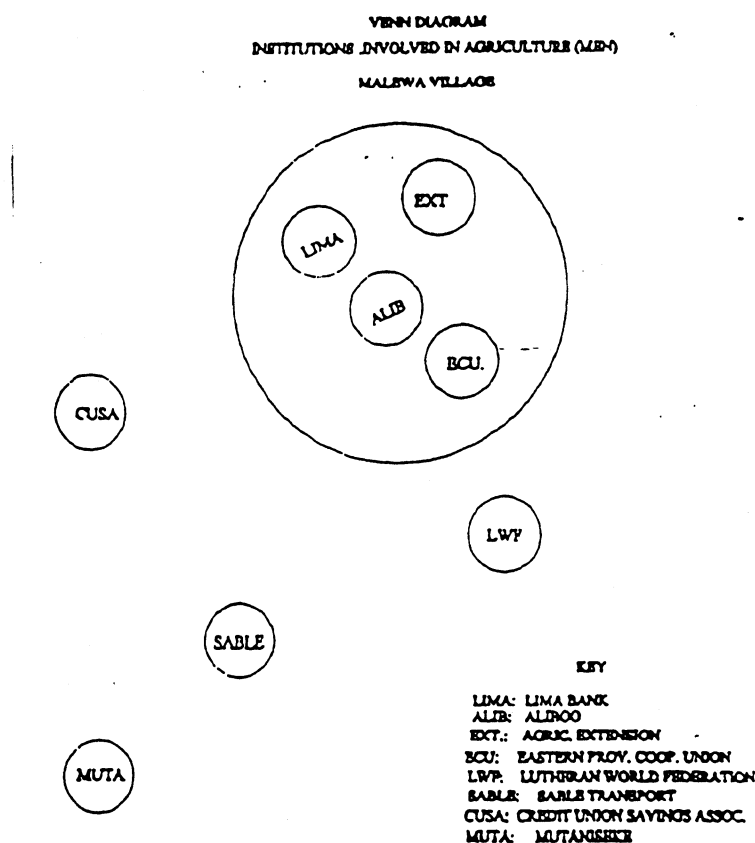 VENN DIAGRAM
INSTITUTIONS INVOLVED IN AGRICULTURE (MEN)
MALEWA VILLAGE
EXT
LIMA
ALIB
ECU.
CUSA
LWF
SABLE
MUTA
KEY
LIMA: LIMA BANK
ALIB:
EXT.: AGRIC. EXTENSION
ECU: EASTERN PROV. COOP. UNION
LWF: LUTHERAN WORLD FEDERATION
SABLE: SABLE TRANSPORT
CUSA: CREDIT UNION SAVINGS ASSOC.
MUTA: